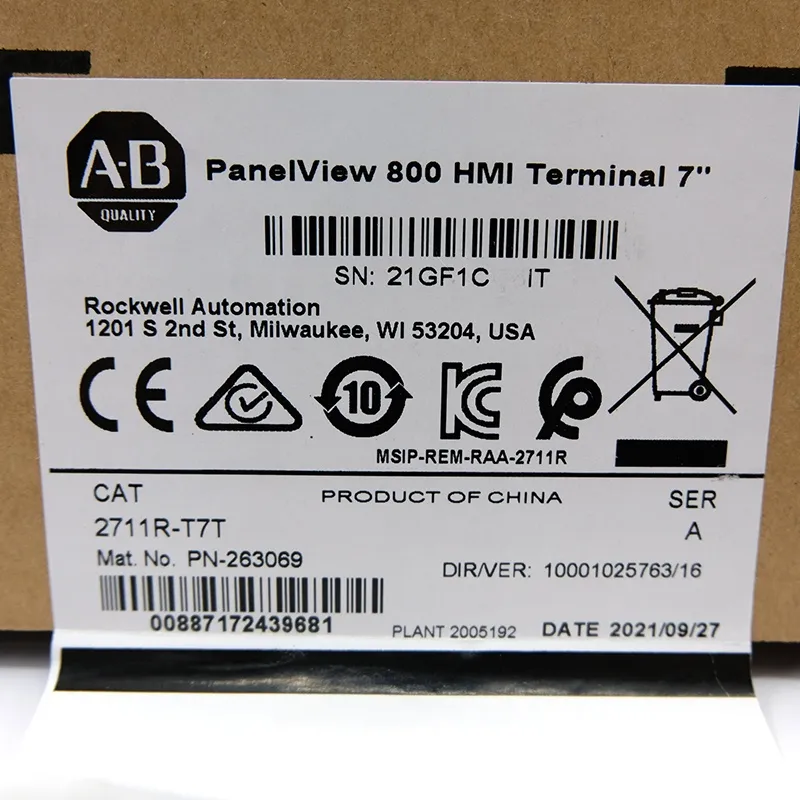 A-B
QUALITY
PanelView 800 HMI Terminal 7"
SN: 21GF1C IT
Rockwell Automation
1201 S 2nd St, Milwaukee, WI 53204, USA
CE
10
KC
MSIP-REM-RAA-2711R
CAT
PRODUCT OF CHINA
SER
2711R-T7T
A
Mat. No. PN-263069
DIR/VER: 10001025763/16
00887172439681
PLANT 2005192
DATE 2021/09/27